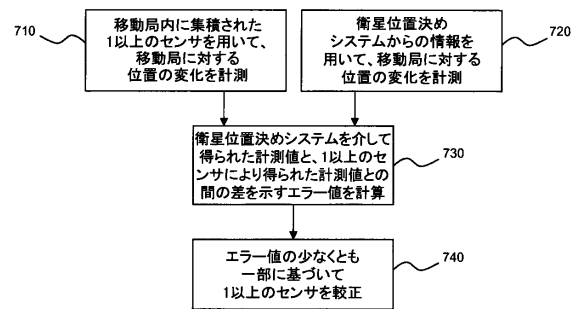 710
移動局内に集積された
1以上のセンサを用いて、
移動局に対する
位置の変化を計測
衛星位置決め
システムからの情報を
用いて、移動局に対する
位置の変化を計測
720
衛星位置決めシステムを介して
得られた計測値と、1以上のセ
ンサにより得られた計測値との
間の差を示すエラー値を計算
730
エラー値の少なくとも
一部に基づいて
1以上のセンサを較正
740